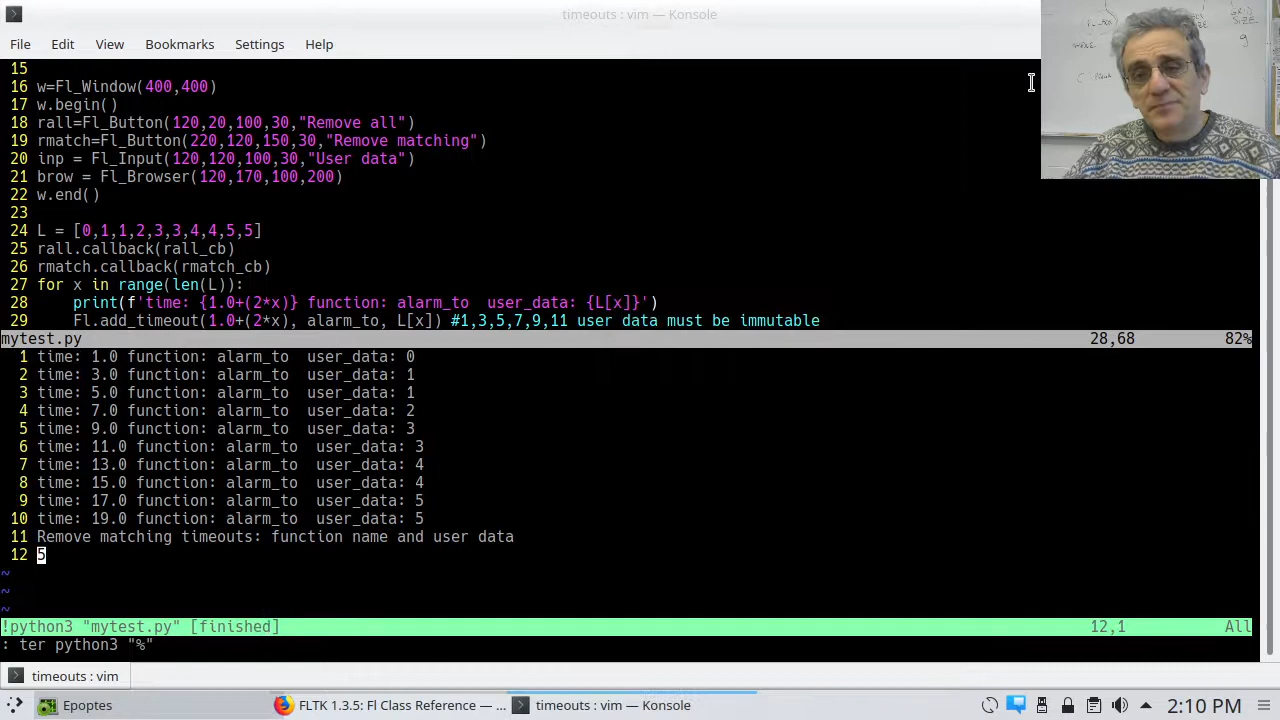 timeouts : vim — Konsole
File Edit View Bookmarks Settings Help
15
16 w=Fl_Window(400,400)
17 w.begin()
18 rall=Fl_Button(120,20,100,30,"Remove all")
19 rmatch=Fl_Button(220,120,150,30,"Remove matching")
20 inp = Fl_Input(120,120,100,30,"User data")
21 brow = Fl_Browser(120,170,100,200)
22 w.end()
23
24 L = [0,1,1,2,3,3,4,4,5,5]
25 rall.callback(rall_cb)
26 rmatch.callback(rmatch_cb)
27 for x in range(len(L)):
28     print(f'time: {1.0+(2*x)} function: alarm_to  user_data: {L[x]}')
29     Fl.add_timeout(1.0+(2*x), alarm_to, L[x]) #1,3,5,7,9,11 user data must be immutable
mytest.py 28,68 82%
1 time: 1.0 function: alarm_to  user_data: 0
2 time: 3.0 function: alarm_to  user_data: 1
3 time: 5.0 function: alarm_to  user_data: 1
4 time: 7.0 function: alarm_to  user_data: 2
5 time: 9.0 function: alarm_to  user_data: 3
6 time: 11.0 function: alarm_to  user_data: 3
7 time: 13.0 function: alarm_to  user_data: 4
8 time: 15.0 function: alarm_to  user_data: 4
9 time: 17.0 function: alarm_to  user_data: 5
10 time: 19.0 function: alarm_to  user_data: 5
11 Remove matching timeouts: function name and user data
12 5
~
~
~
!python3 "mytest.py" [finished] 12,1 All
: ter python3 "%"
timeouts : vim
Epoptes FLTK 1.3.5: Fl Class Reference — ... timeouts : vim — Konsole 2:10 PM
GRID
SIZE
9